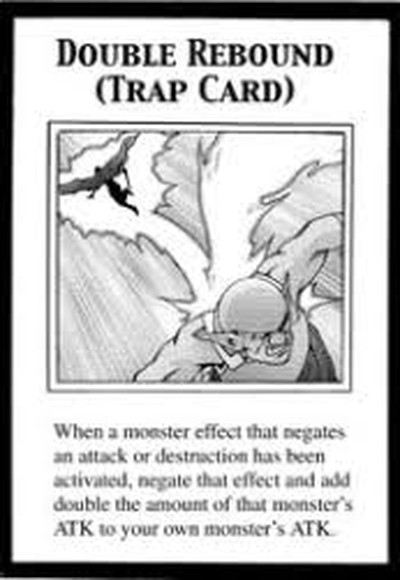 DOUBLE REBOUND
(TRAP CARD)
When a monster effect that negates
an attack or destruction has been
activated, negate that effect and add
double the amount of that monster's
ATK to your own monster's ATK.